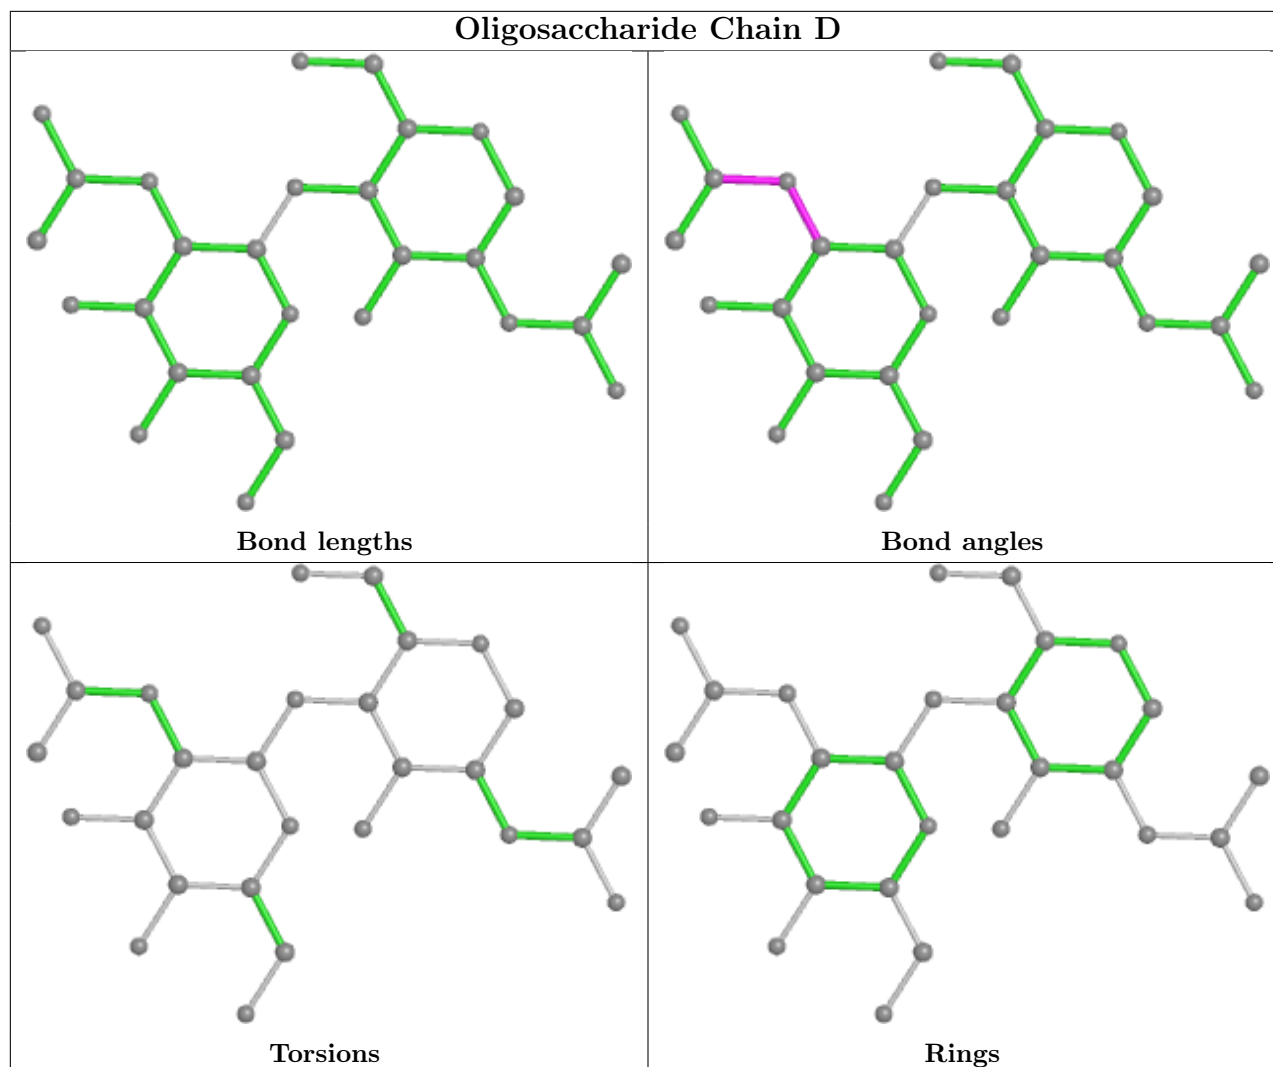 Oligosaccharide Chain D
Bond lengths
Bond angles
Torsions
Rings